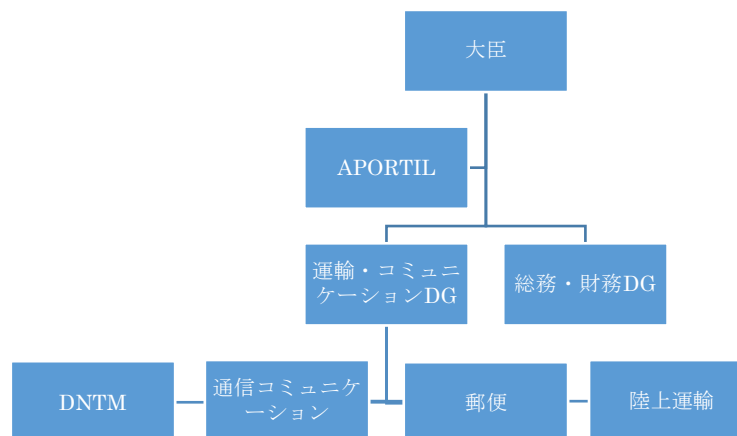 大臣
APORTIL
運輸・コミュニ
ケーションDG
総務・財務DG
DNTM
通信コミュニケ
ーション
郵便
陸上運輸